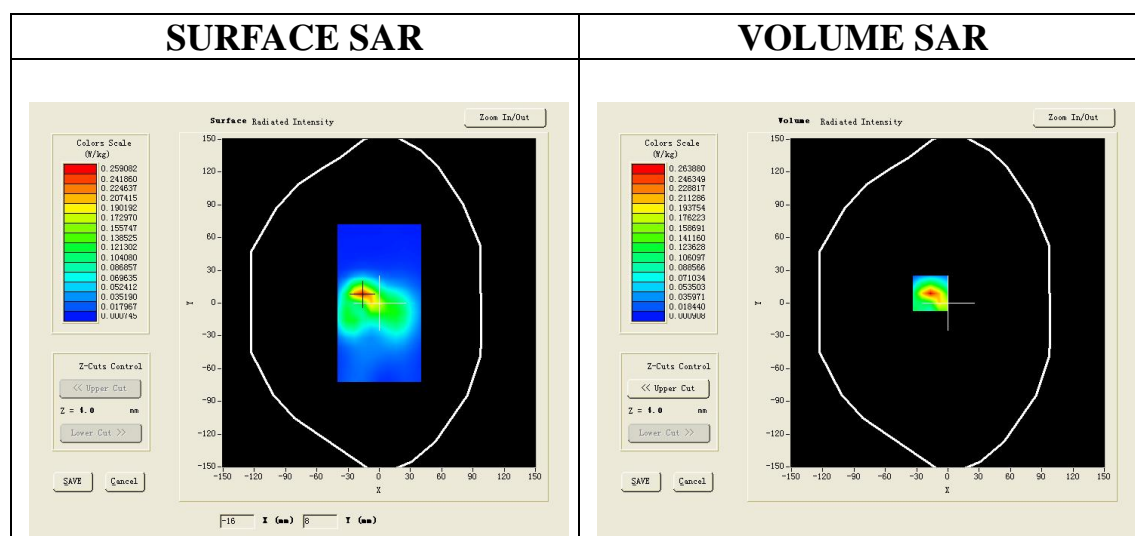 SURFACE SAR
VOLUME SAR
Surface Radiated Intensity
Zoom In/Out
Colors Scale
(W/kg)
0.259082
0.241860
0.224637
0.207415
0.190192
0.172970
0.155747
0.138525
0.121302
0.104080
0.086857
0.069635
0.052412
0.035190
0.017967
0.000745
150
120
90
60
30
0
-30
-60
-90
-120
-150
Y
-150 -120 -90 -60 -30 0 30 60 90 120 150
X
Z-Cuts Control
<< Upper Cut
Z = 4.0 mm
Lower Cut >>
SAVE Cancel
-16 X (mm) 8 Y (mm)
Volume Radiated Intensity
Zoom In/Out
Colors Scale
(W/kg)
0.263880
0.246349
0.228817
0.211286
0.193754
0.176223
0.158691
0.141160
0.123628
0.106097
0.088566
0.071034
0.053503
0.035971
0.018440
0.000908
150
120
90
60
30
0
-30
-60
-90
-120
-150
Y
-150 -120 -90 -60 -30 0 30 60 90 120 150
X
Z-Cuts Control
<< Upper Cut
Z = 4.0 mm
Lower Cut >>
SAVE Cancel